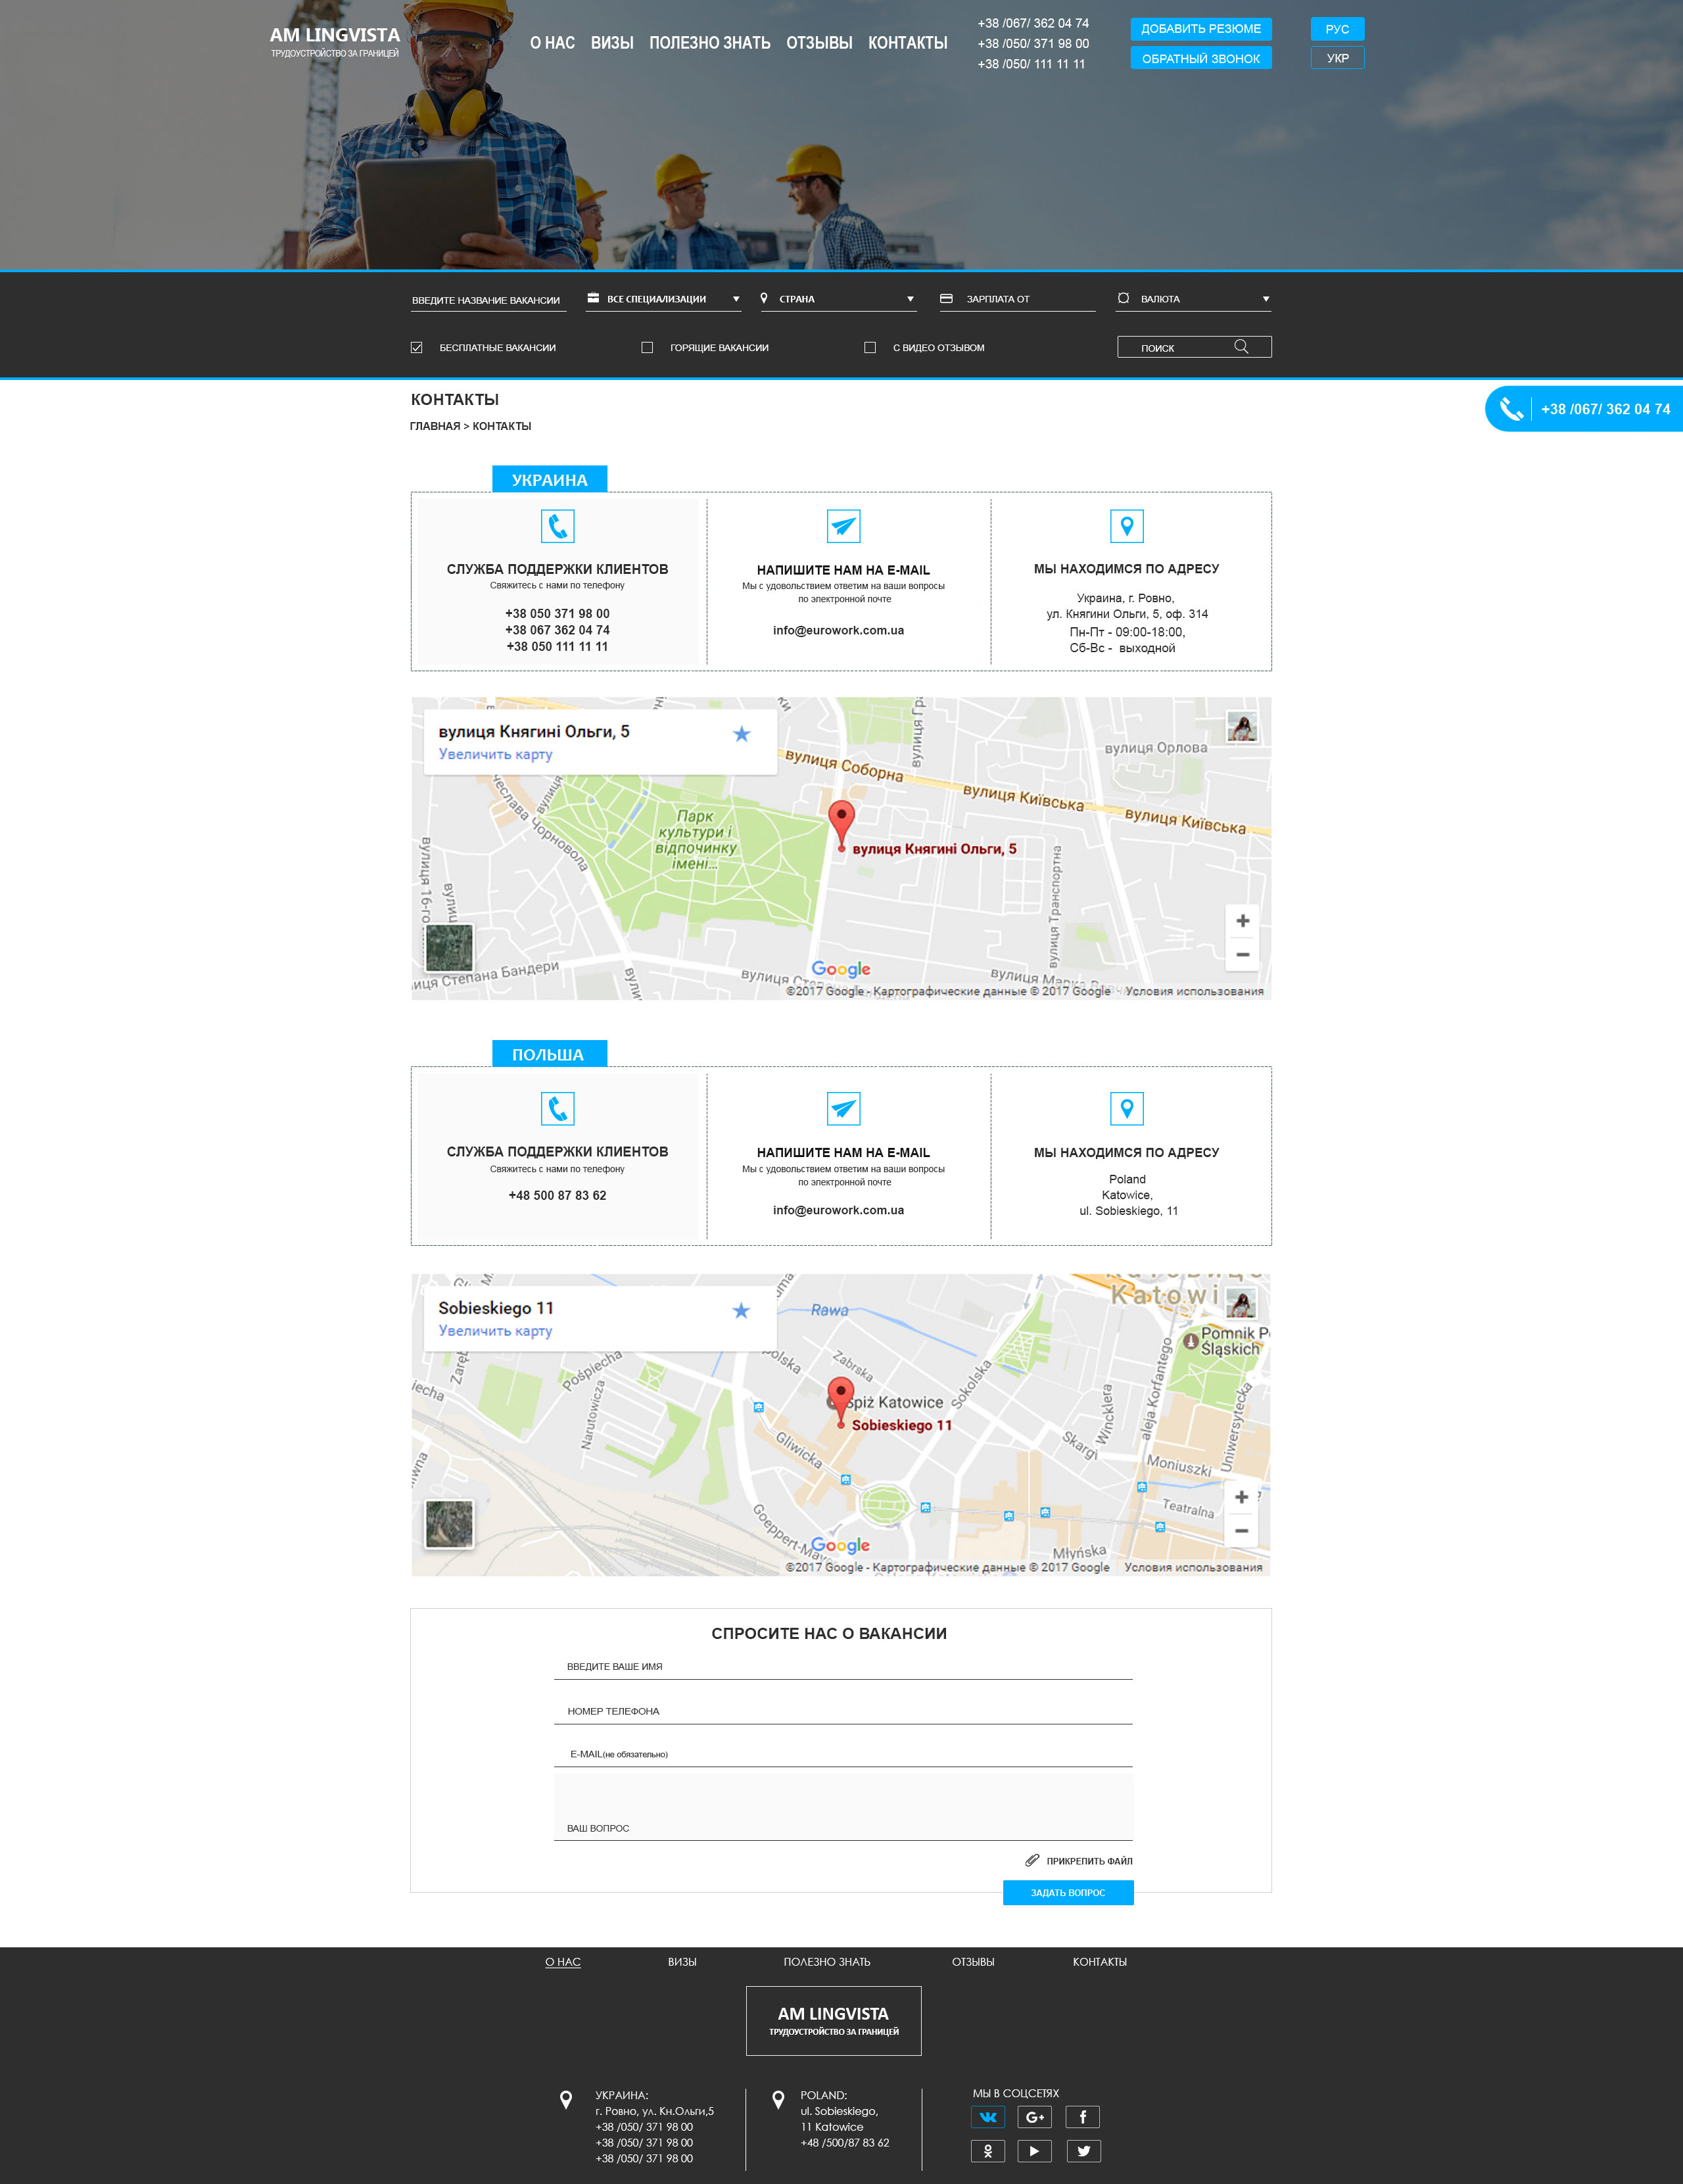 AM LINGVISTA
ТРУДОУСТРОЙСТВО ЗА ГРАНИЦЕЙ
О НАС ВИЗЫ ПОЛЕЗНО ЗНАТЬ ОТЗЫВЫ КОНТАКТЫ
+38 /067/ 362 04 74
+38 /050/ 371 98 00
+38 /050/ 111 11 11
ДОБАВИТЬ РЕЗЮМЕ
ОБРАТНЫЙ ЗВОНОК
РУС
УКР
ВВЕДИТЕ НАЗВАНИЕ ВАКАНСИИ
ВСЕ СПЕЦИАЛИЗАЦИИ
СТРАНА
ЗАРПЛАТА ОТ
ВАЛЮТА
БЕСПЛАТНЫЕ ВАКАНСИИ
ГОРЯЩИЕ ВАКАНСИИ
С ВИДЕО ОТЗЫВОМ
ПОИСК
КОНТАКТЫ
ГЛАВНАЯ > КОНТАКТЫ
+38 /067/ 362 04 74
УКРАИНА
СЛУЖБА ПОДДЕРЖКИ КЛИЕНТОВ
Свяжитесь с нами по телефону
+38 050 371 98 00
+38 067 362 04 74
+38 050 111 11 11
НАПИШИТЕ НАМ НА E-MAIL
Мы с удовольствием ответим на ваши вопросы
по электронной почте
info@eurowork.com.ua
МЫ НАХОДИМСЯ ПО АДРЕСУ
Украина, г. Ровно,
ул. Княгини Ольги, 5, оф. 314
Пн-Пт - 09:00-18:00,
Сб-Вс - выходной
вулиця Княгині Ольги, 5
Увеличить карту
вулиця Соборна
вулиця Київська
вулиця Київська
вулиця Орлова
вулиця Гр
чеслава Чорновола
Парк
культури і
відпочинку
імені...
вулиця Княгині Ольги, 5
вулиця 16-го
вулиц
вулиця Транспортна
иця Степана Бандери
вулиця Марка
Google
©2017 Google - Картографические данные © 2017 Google
Условия использования
ПОЛЬША
СЛУЖБА ПОДДЕРЖКИ КЛИЕНТОВ
Свяжитесь с нами по телефону
+48 500 87 83 62
НАПИШИТЕ НАМ НА E-MAIL
Мы с удовольствием ответим на ваши вопросы
по электронной почте
info@eurowork.com.ua
МЫ НАХОДИМСЯ ПО АДРЕСУ
Poland
Katowice,
ul. Sobieskiego, 11
Sobieskiego 11
Увеличить карту
Rawa
Katowi
Pomnik P
Śląskich
Zabrska
Pośpiecha
Narutowicza
Sokolska
Spiż Katowice
Sobieskiego 11
Gliwicka
Skargi
Wincklera
aleja Korfantego
Uniwersytecka
Moniuszki
Teatralna
Goeppert-May
Młyńska
Google
©2017 Google - Картографические данные © 2017 Google
Условия использования
СПРОСИТЕ НАС О ВАКАНСИИ
ВВЕДИТЕ ВАШЕ ИМЯ
НОМЕР ТЕЛЕФОНА
E-MAIL(не обязательно)
ВАШ ВОПРОС
ПРИКРЕПИТЬ ФАЙЛ
ЗАДАТЬ ВОПРОС
О НАС ВИЗЫ ПОЛЕЗНО ЗНАТЬ ОТЗЫВЫ КОНТАКТЫ
AM LINGVISTA
ТРУДОУСТРОЙСТВО ЗА ГРАНИЦЕЙ
УКРАИНА:
г. Ровно, ул. Кн.Ольги,5
+38 /050/ 371 98 00
+38 /050/ 371 98 00
+38 /050/ 371 98 00
POLAND:
ul. Sobieskiego,
11 Katowice
+48 /500/87 83 62
МЫ В СОЦСЕТЯХ